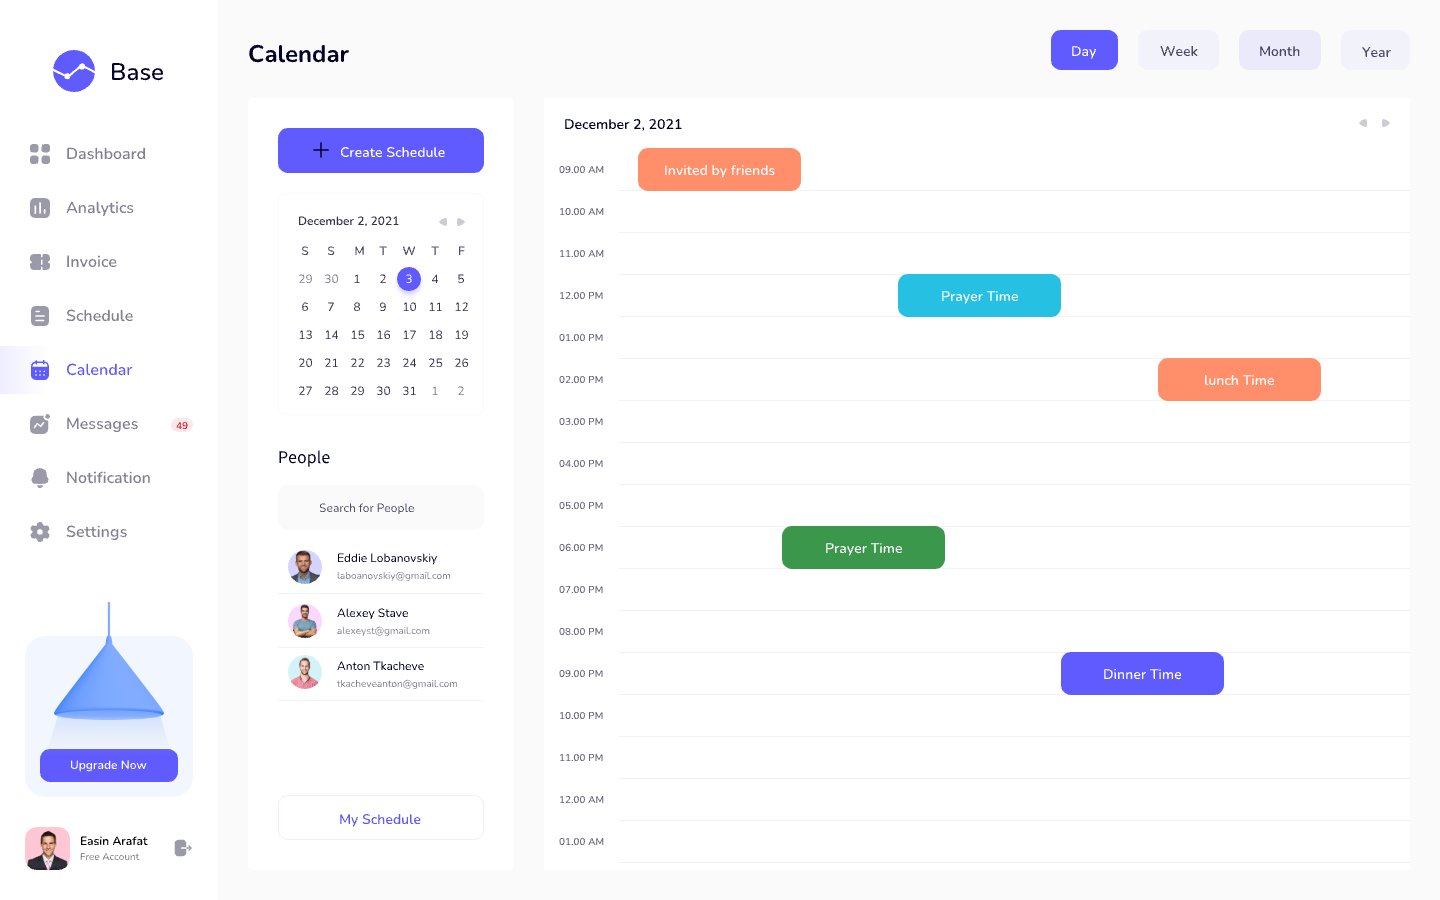 Base
Dashboard
Analytics
Invoice
Schedule
Calendar
Messages 49
Notification
Settings
Upgrade Now
Easin Arafat
Free Account
Calendar
Day Week Month Year
Create Schedule
December 2, 2021
S S M T W T F
29 30 1 2 3 4 5
6 7 8 9 10 11 12
13 14 15 16 17 18 19
20 21 22 23 24 25 26
27 28 29 30 31 1 2
People
Search for People
Eddie Lobanovskiy
laboanovskiy@gmail.com
Alexey Stave
alexeyst@gmail.com
Anton Tkacheve
tkacheveanton@gmail.com
My Schedule
December 2, 2021
09.00 AM Invited by friends
10.00 AM
11.00 AM
12.00 PM Prayer Time
01.00 PM
02.00 PM lunch Time
03.00 PM
04.00 PM
05.00 PM
06.00 PM Prayer Time
07.00 PM
08.00 PM
09.00 PM Dinner Time
10.00 PM
11.00 PM
12.00 AM
01.00 AM